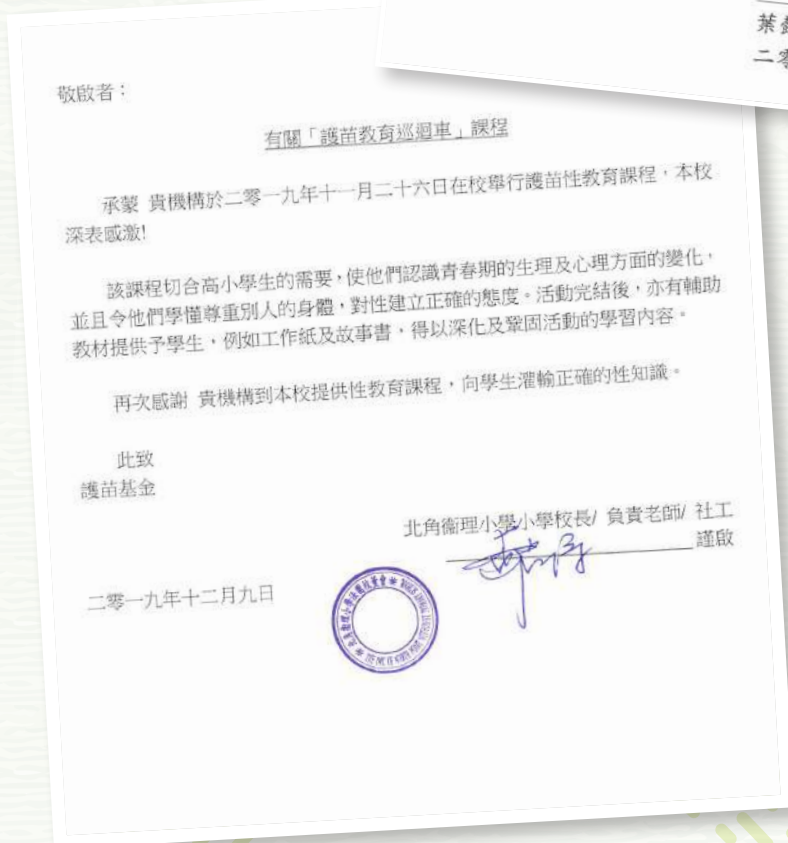 葉
二零
敬啟者：
有關「護苗教育巡迴車」課程
承蒙 貴機構於二零一九年十一月二十六日在校舉行護苗性教育課程，本校
深表感激!
該課程切合高小學生的需要，使他們認識青春期的生理及心理方面的變化，
並且令他們學懂尊重別人的身體，對性建立正確的態度。活動完結後，亦有輔助
教材提供予學生，例如工作紙及故事書，得以深化及鞏固活動的學習內容。
再次感謝 貴機構到本校提供性教育課程，向學生灌輸正確的性知識。
此致
護苗基金
北角衞理小學小學校長/ 負責老師/ 社工
謹啟
二零一九年十二月九日